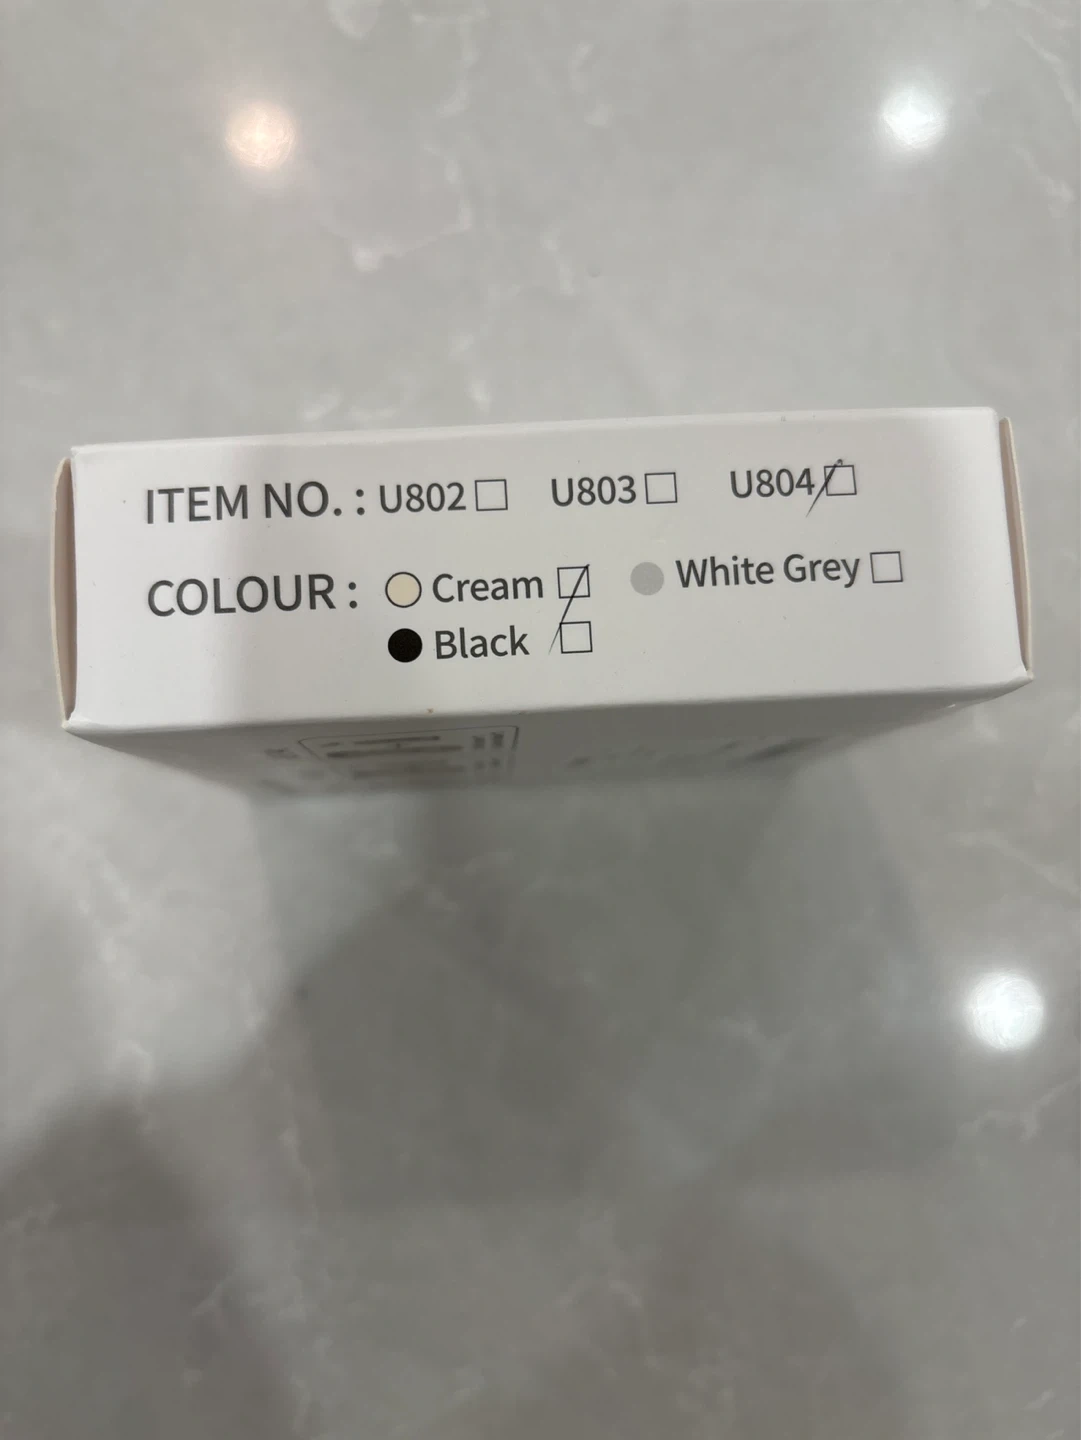 ITEM NO. : U802 U803 U804
COLOUR : Cream White Grey
Black